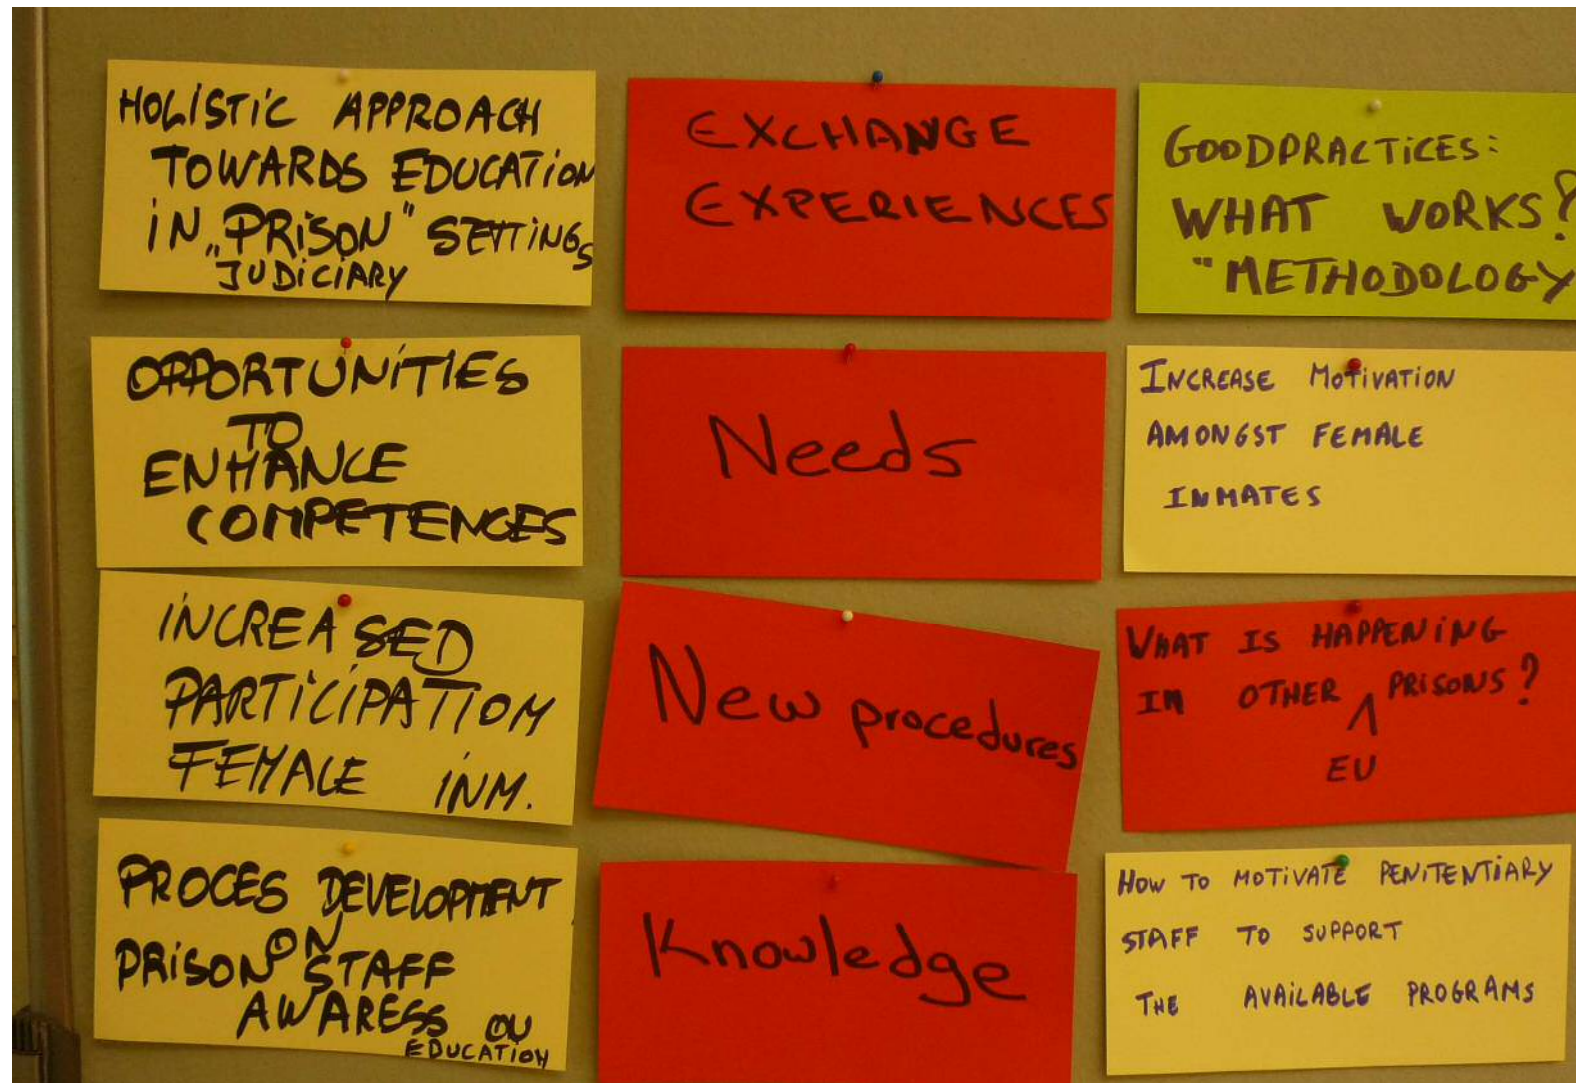 HOLISTIC APPROACH
TOWARDS EDUCATION
IN „PRISON" SETTINGS
JUDICIARY
OPPORTUNITIES
TO
ENHANCE
COMPETENCES
INCREASED
PARTICIPATION
FEMALE INM.
PROCES DEVELOPMENT
ON
PRISON STAFF
AWARESS ON
EDUCATION
EXCHANGE
EXPERIENCES
Needs
New procedures
Knowledge
GOODPRACTICES:
WHAT WORKS?
"METHODOLOGY
INCREASE MOTIVATION
AMONGST FEMALE
INMATES
WHAT IS HAPPENING
IN OTHER PRISONS?
EU
HOW TO MOTIVATE PENITENTIARY
STAFF TO SUPPORT
THE AVAILABLE PROGRAMS